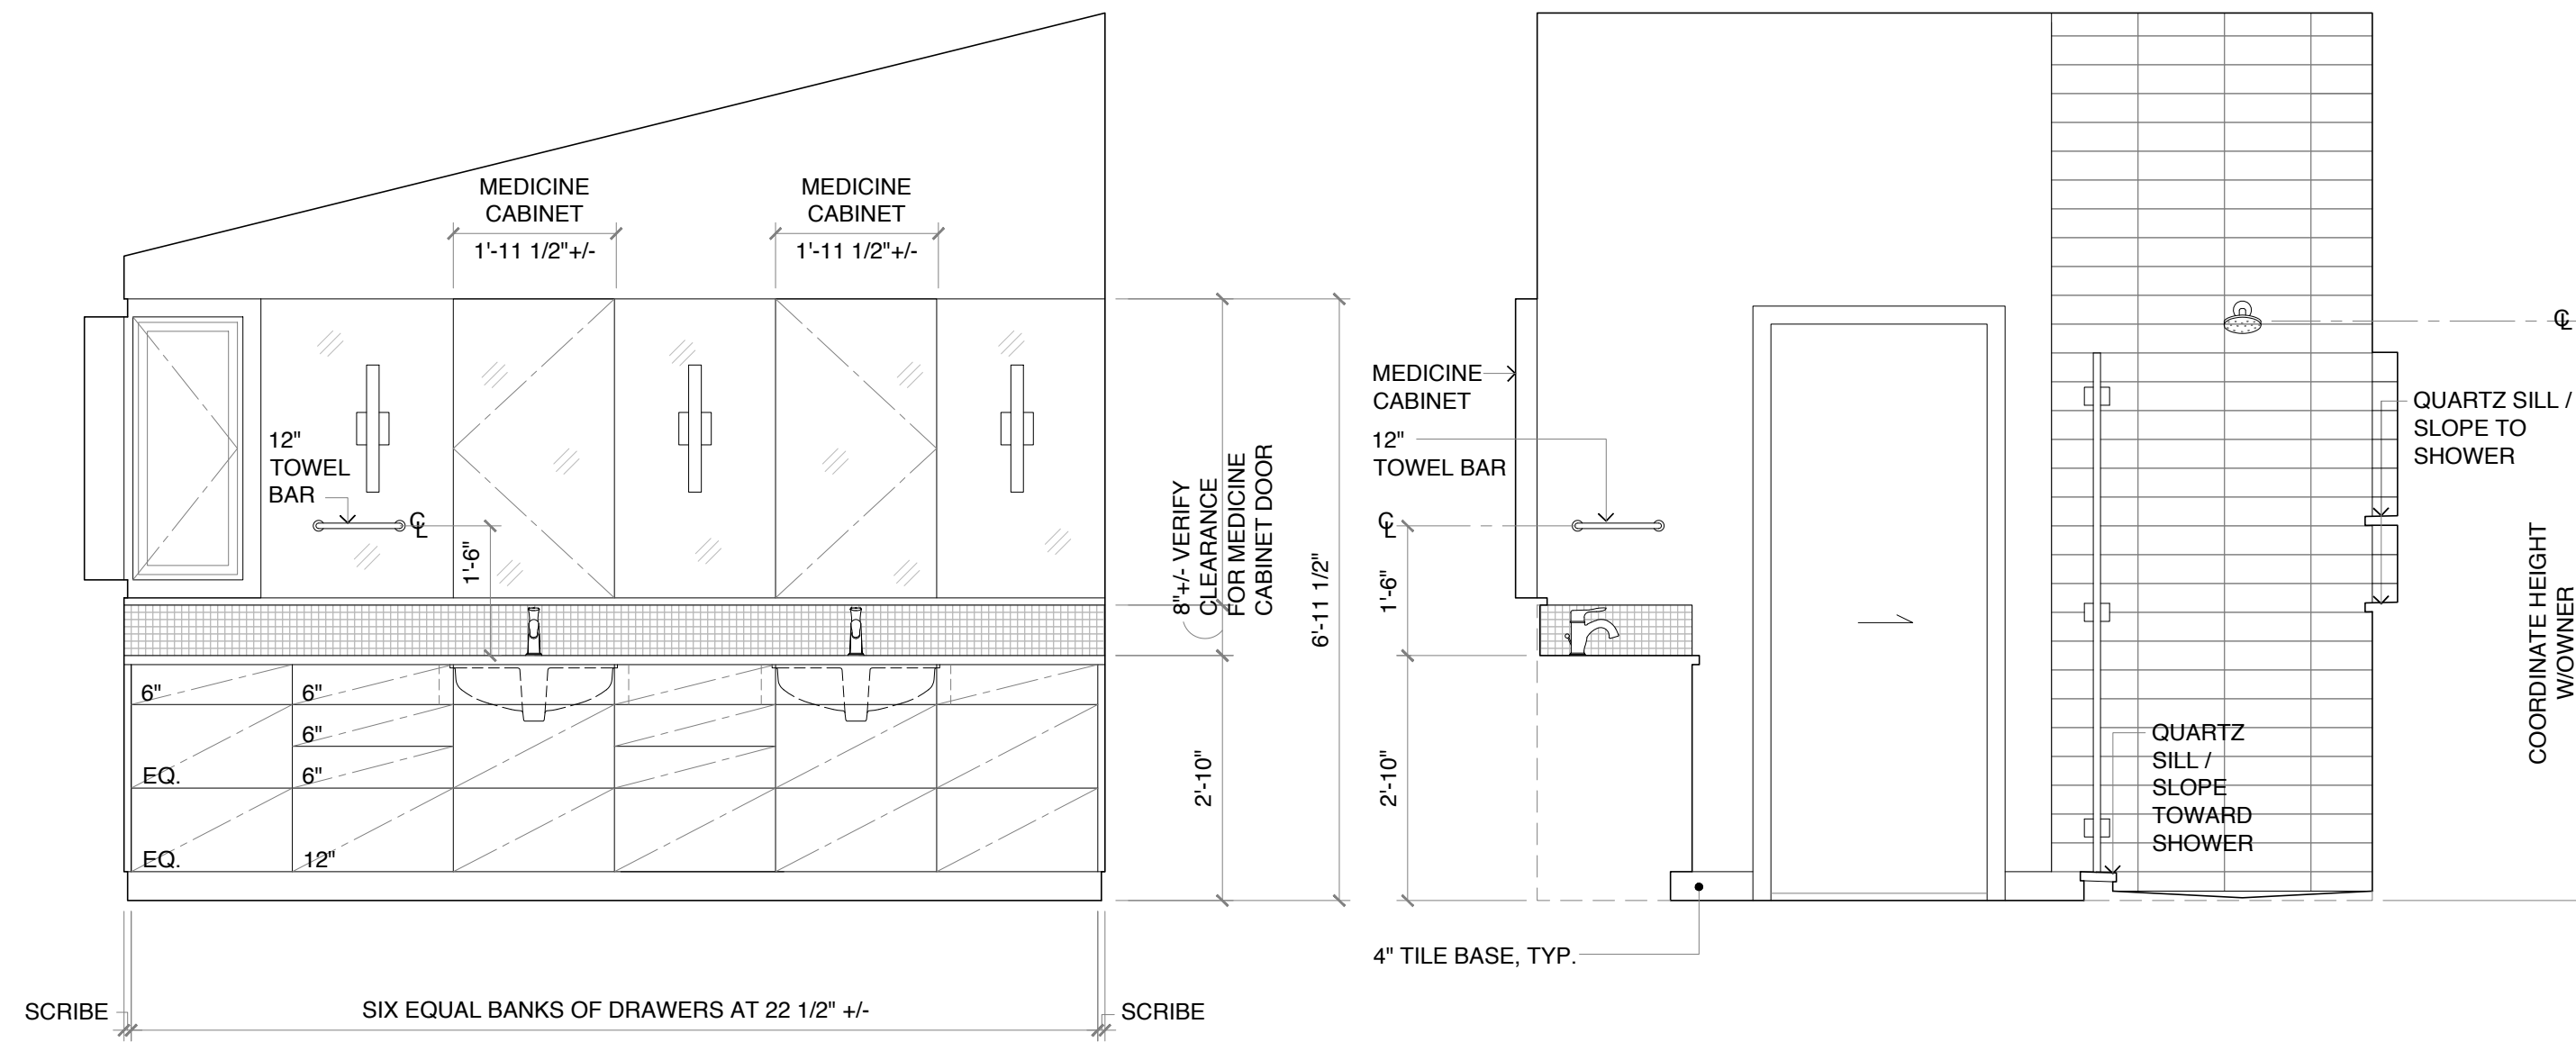 MEDICINE
CABINET
1'-11 1/2"+/-
MEDICINE
CABINET
1'-11 1/2"+/-
12"
TOWEL
BAR
℄
1'-6"
8"+/- VERIFY
CLEARANCE
FOR MEDICINE
CABINET DOOR
6'-11 1/2"
2'-10"
6"
EQ.
EQ.
6"
6"
6"
12"
SCRIBE
SIX EQUAL BANKS OF DRAWERS AT 22 1/2" +/-
SCRIBE
MEDICINE
CABINET
12"
TOWEL BAR
℄
1'-6"
2'-10"
4" TILE BASE, TYP.
℄
QUARTZ SILL /
SLOPE TO
SHOWER
QUARTZ
SILL /
SLOPE
TOWARD
SHOWER
COORDINATE HEIGHT
W/OWNER